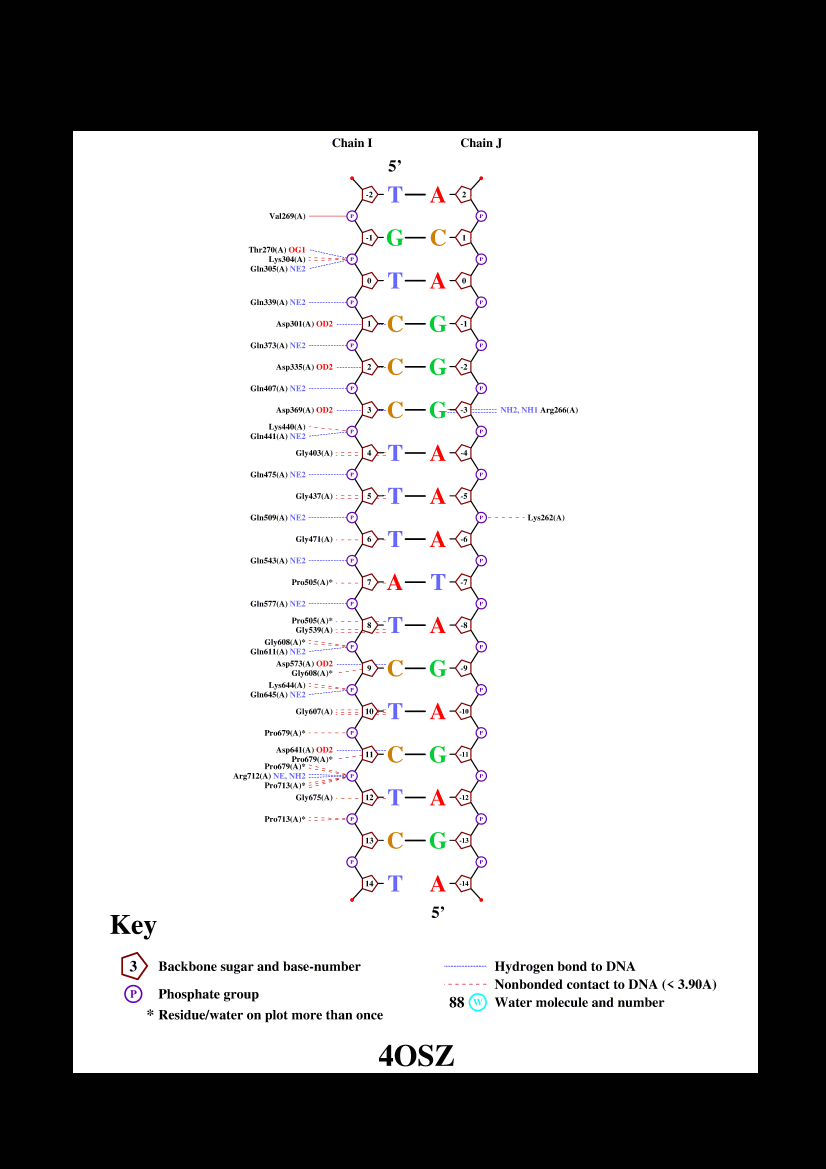 Chain I Chain J
5’
-2 T A 2
P P
Val269(A)
-1 G C 1
Thr270(A) OG1
Lys304(A)
P P
Gln305(A) NE2
0 T A 0
Gln339(A) NE2 P P
Asp301(A) OD2 1 C G -1
Gln373(A) NE2 P P
Asp335(A) OD2 2 C G -2
Gln407(A) NE2 P P
Asp369(A) OD2 3 C G -3 NH2, NH1 Arg266(A)
Lys440(A)
P P
Gln441(A) NE2
Gly403(A) 4 T A -4
Gln475(A) NE2 P P
Gly437(A) 5 T A -5
Gln509(A) NE2 P P Lys262(A)
Gly471(A) 6 T A -6
Gln543(A) NE2 P P
Pro505(A)* 7 A T -7
Gln577(A) NE2 P P
Pro505(A)*
8 T A -8
Gly539(A)
Gly608(A)*
P P
Gln611(A) NE2
Asp573(A) OD2
9 C G -9
Gly608(A)*
Lys644(A)
P P
Gln645(A) NE2
Gly607(A) 10 T A -10
Pro679(A)* P P
Asp641(A) OD2
11 C G -11
Pro679(A)*
Pro679(A)*
Arg712(A) NE, NH2 P P
Pro713(A)*
Gly675(A) 12 T A -12
Pro713(A)* P P
13 C G -13
P P
14 T A -14
5’
Key
3 Backbone sugar and base-number
P Phosphate group
* Residue/water on plot more than once
Hydrogen bond to DNA
Nonbonded contact to DNA (< 3.90A)
88 W Water molecule and number
4OSZ